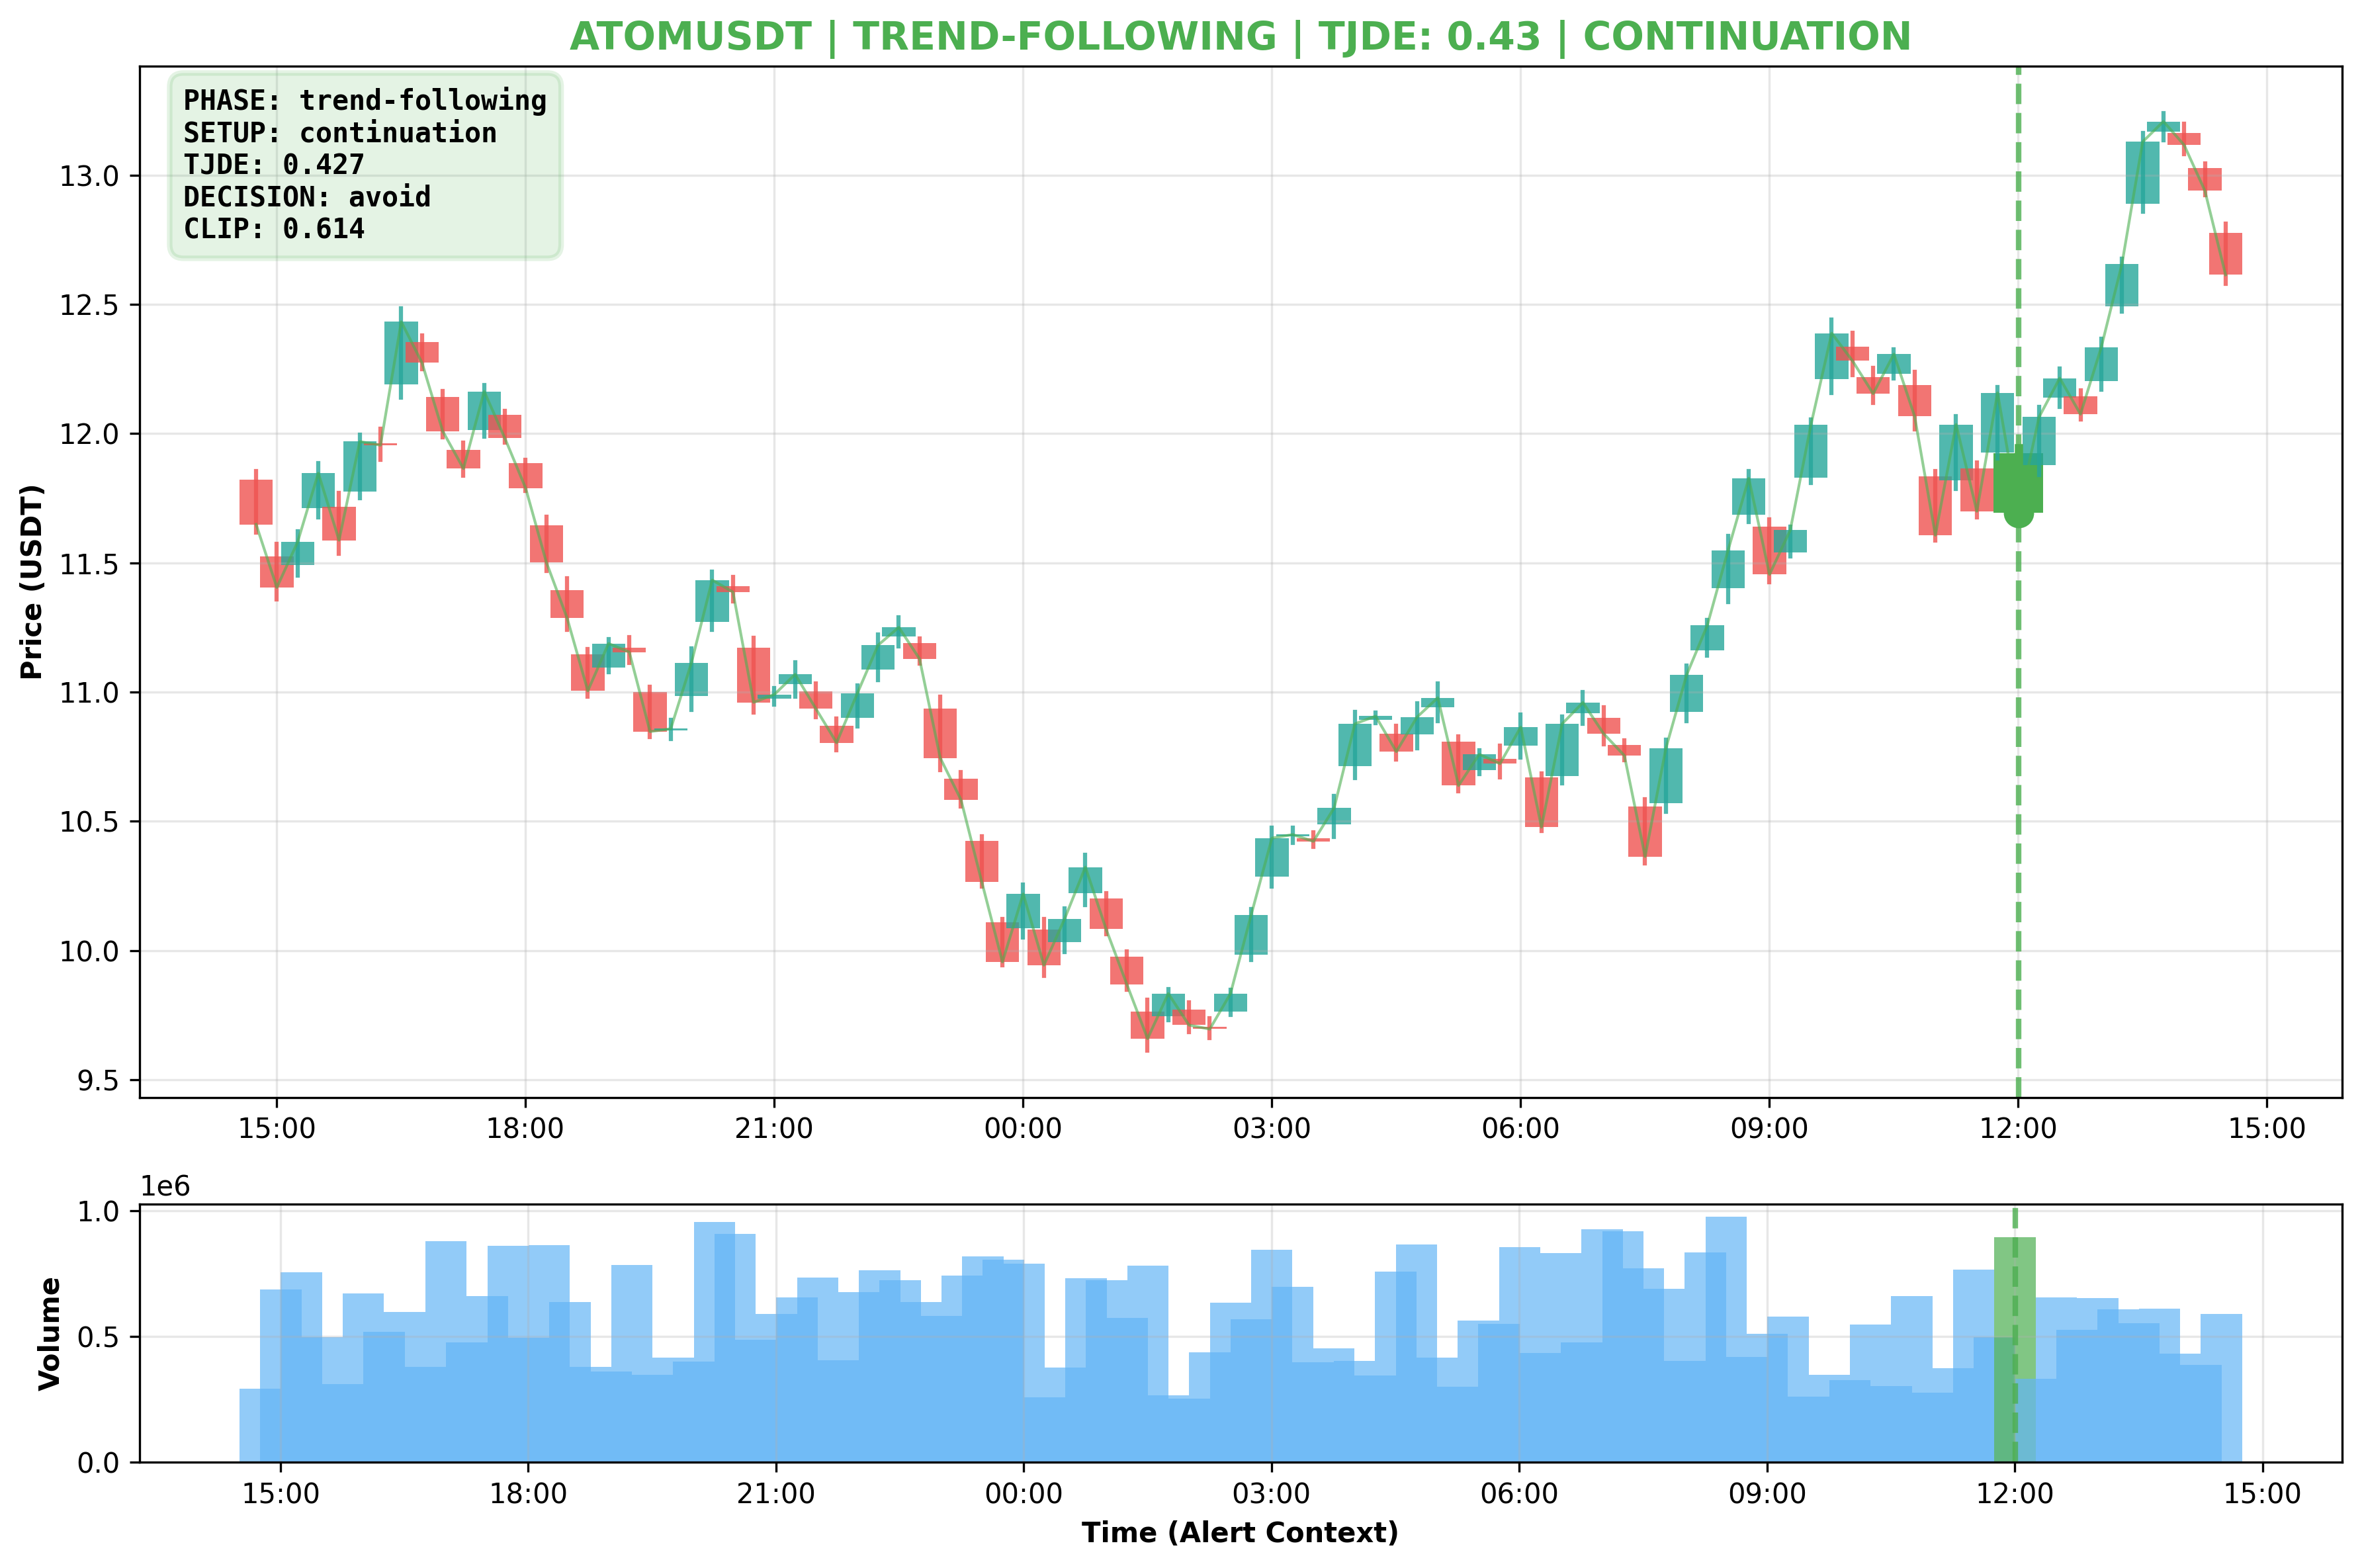 ATOMUSDT | TREND-FOLLOWING | TJDE: 0.43 | CONTINUATION
PHASE: trend-following
SETUP: continuation
TJDE: 0.427
DECISION: avoid
CLIP: 0.614
Price (USDT)
13.0
12.5
12.0
11.5
11.0
10.5
10.0
9.5
15:00 18:00 21:00 00:00 03:00 06:00 09:00 12:00 15:00
1e6
Volume
1.0
0.5
0.0
15:00 18:00 21:00 00:00 03:00 06:00 09:00 12:00 15:00
Time (Alert Context)